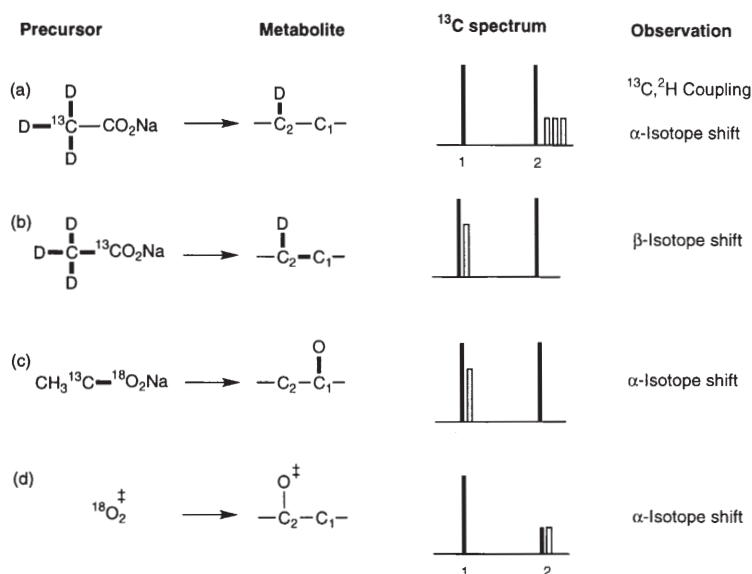 Precursor Metabolite ¹³C spectrum Observation
(a)
D D
D ¹³C CO₂Na C₂ C₁ ¹³C,²H Coupling
D α-Isotope shift
1 2
(b)
D D
D C ¹³CO₂Na C₂ C₁ β-Isotope shift
D
(c)
O
CH₃¹³C ¹⁸O₂Na C₂ C₁ α-Isotope shift
(d)
‡ O‡
¹⁸O₂ C₂ C₁ α-Isotope shift
1 2